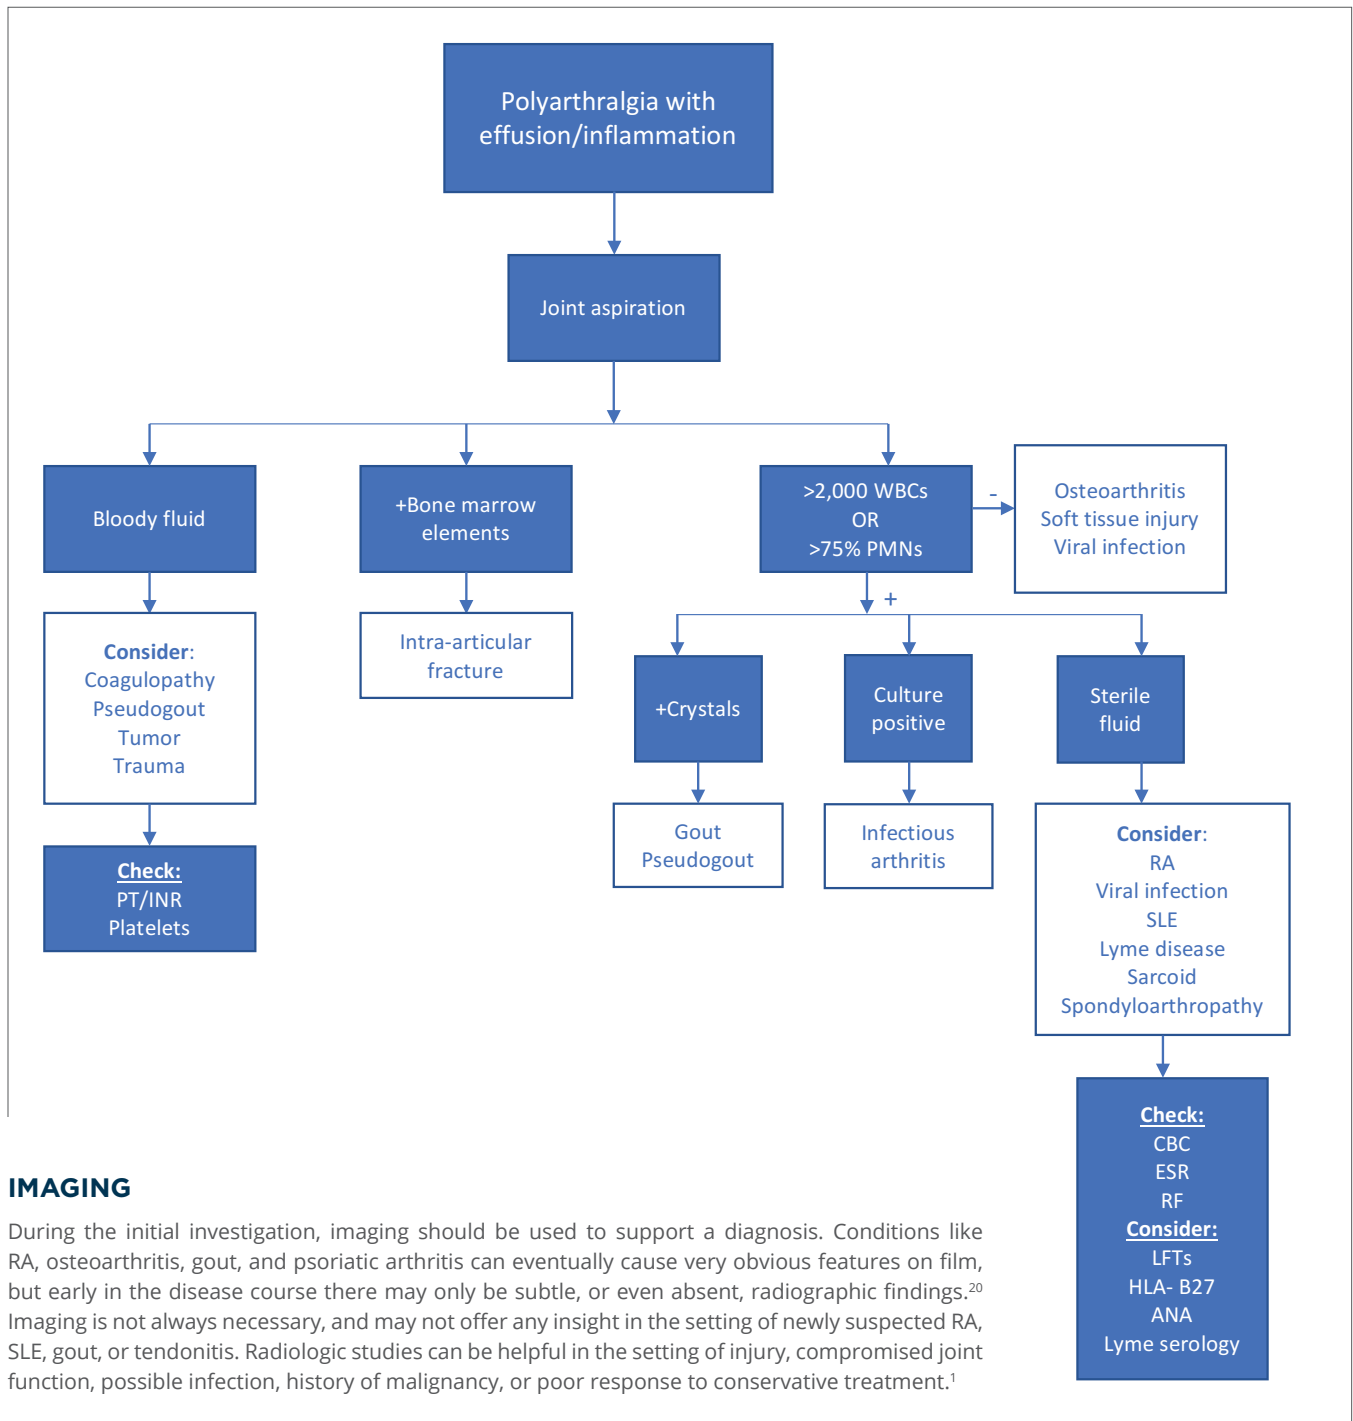 Polyarthralgia with
effusion/inflammation
Joint aspiration
Bloody fluid
+Bone marrow
elements
>2,000 WBCs
OR
>75% PMNs
-
Osteoarthritis
Soft tissue injury
Viral infection
+
Consider:
Coagulopathy
Pseudogout
Tumor
Trauma
Intra-articular
fracture
+Crystals
Culture
positive
Sterile
fluid
Gout
Pseudogout
Infectious
arthritis
Consider:
RA
Viral infection
SLE
Lyme disease
Sarcoid
Spondyloarthropathy
Check:
PT/INR
Platelets
Check:
CBC
ESR
RF
Consider:
LFTs
HLA- B27
ANA
Lyme serology
IMAGING
During the initial investigation, imaging should be used to support a diagnosis. Conditions like
RA, osteoarthritis, gout, and psoriatic arthritis can eventually cause very obvious features on film,
but early in the disease course there may only be subtle, or even absent, radiographic findings.20
Imaging is not always necessary, and may not offer any insight in the setting of newly suspected RA,
SLE, gout, or tendonitis. Radiologic studies can be helpful in the setting of injury, compromised joint
function, possible infection, history of malignancy, or poor response to conservative treatment.1